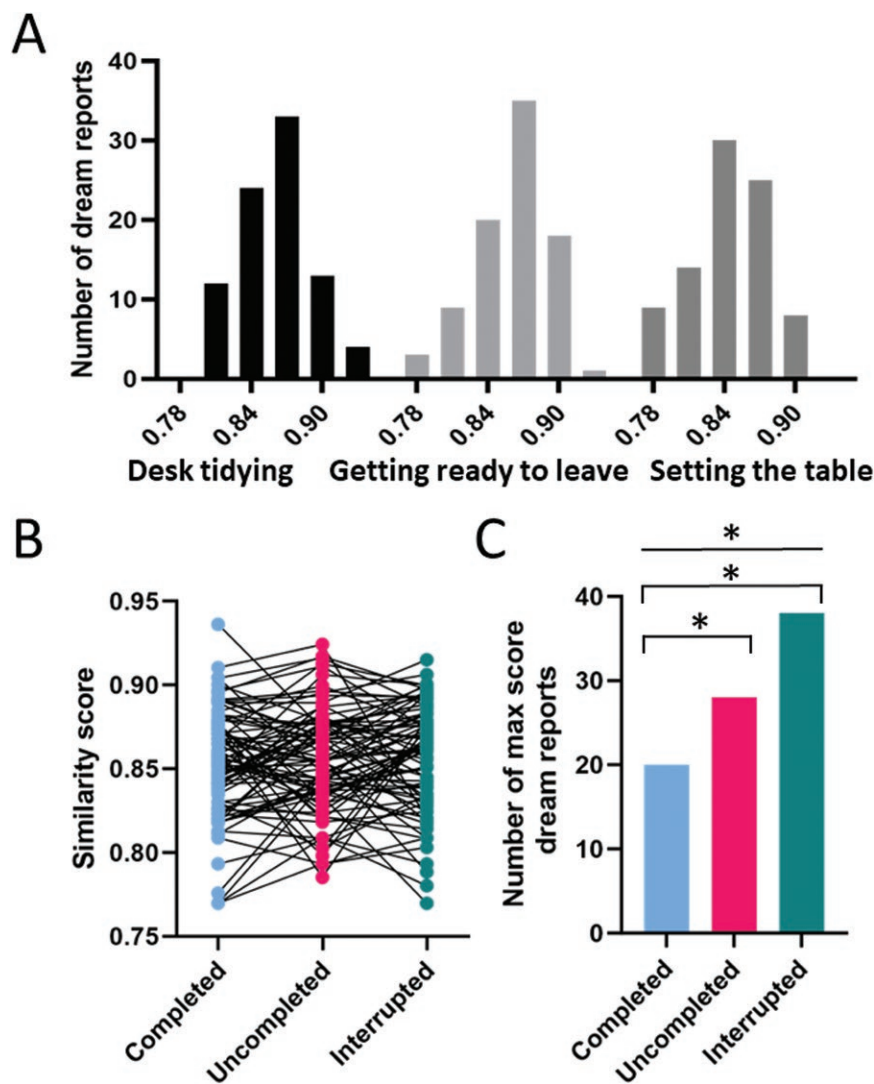 A
Number of dream reports
40
30
20
10
0
0.78 0.84 0.90 0.78 0.84 0.90 0.78 0.84 0.90
Desk tidying Getting ready to leave Setting the table
B
Similarity score
0.95
0.90
0.85
0.80
0.75
Completed Uncompleted Interrupted
C
Number of max score
dream reports
40
30
20
10
0
*
*
*
Completed Uncompleted Interrupted